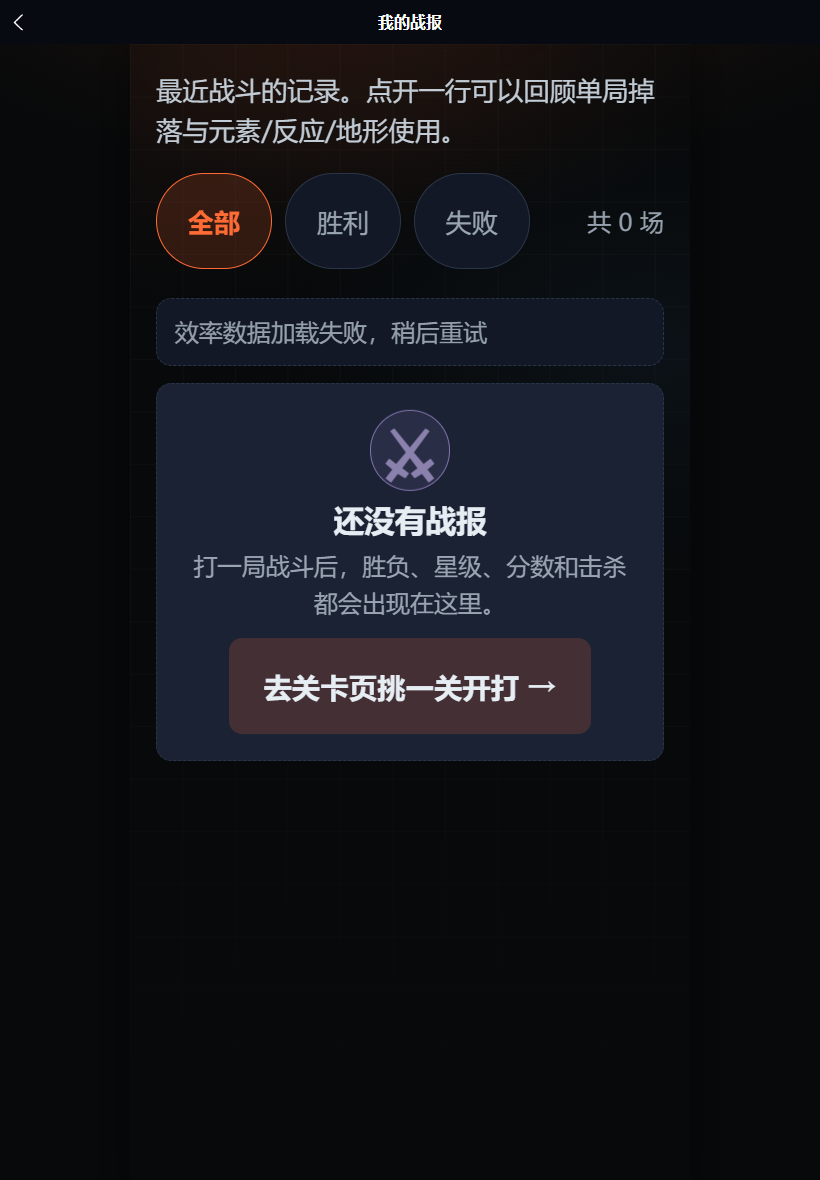 我的战报
最近战斗的记录。点开一行可以回顾单局掉
落与元素/反应/地形使用。
全部 胜利 失败 共 0 场
效率数据加载失败，稍后重试
还没有战报
打一局战斗后，胜负、星级、分数和击杀
都会出现在这里。
去关卡页挑一关开打 →